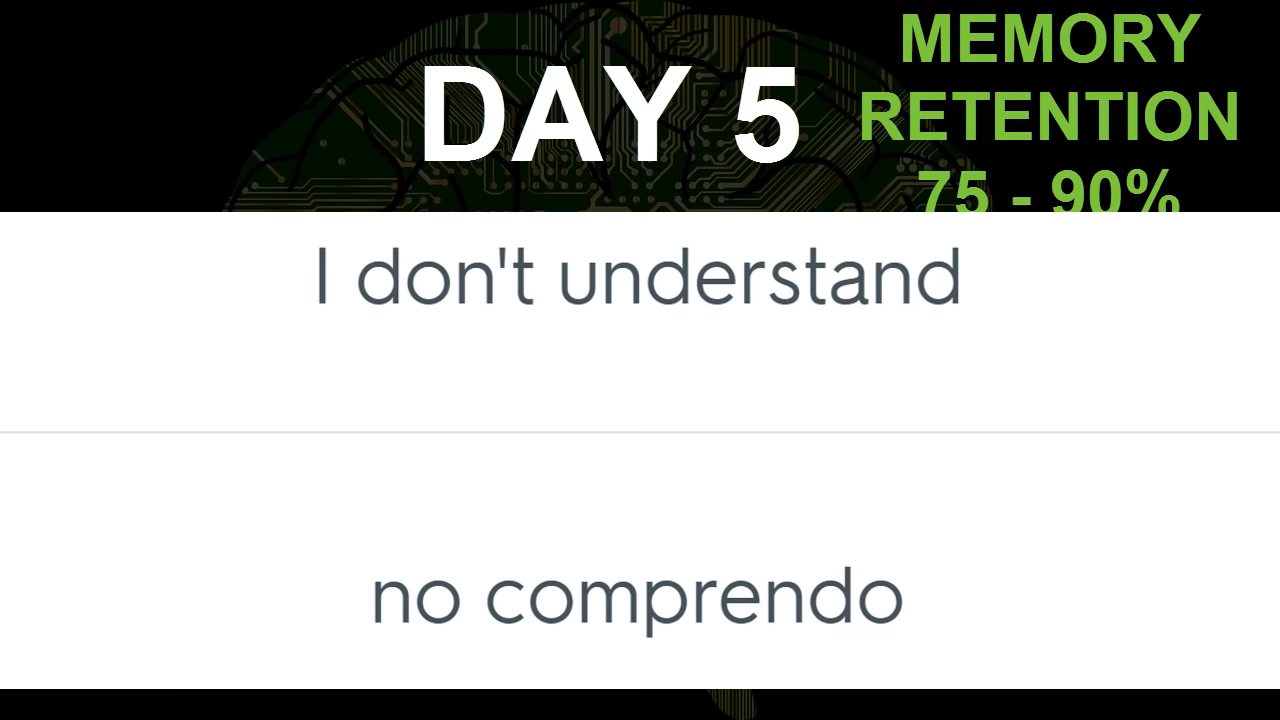 DAY 5
MEMORY
RETENTION
75 - 90%
I don't understand
no comprendo